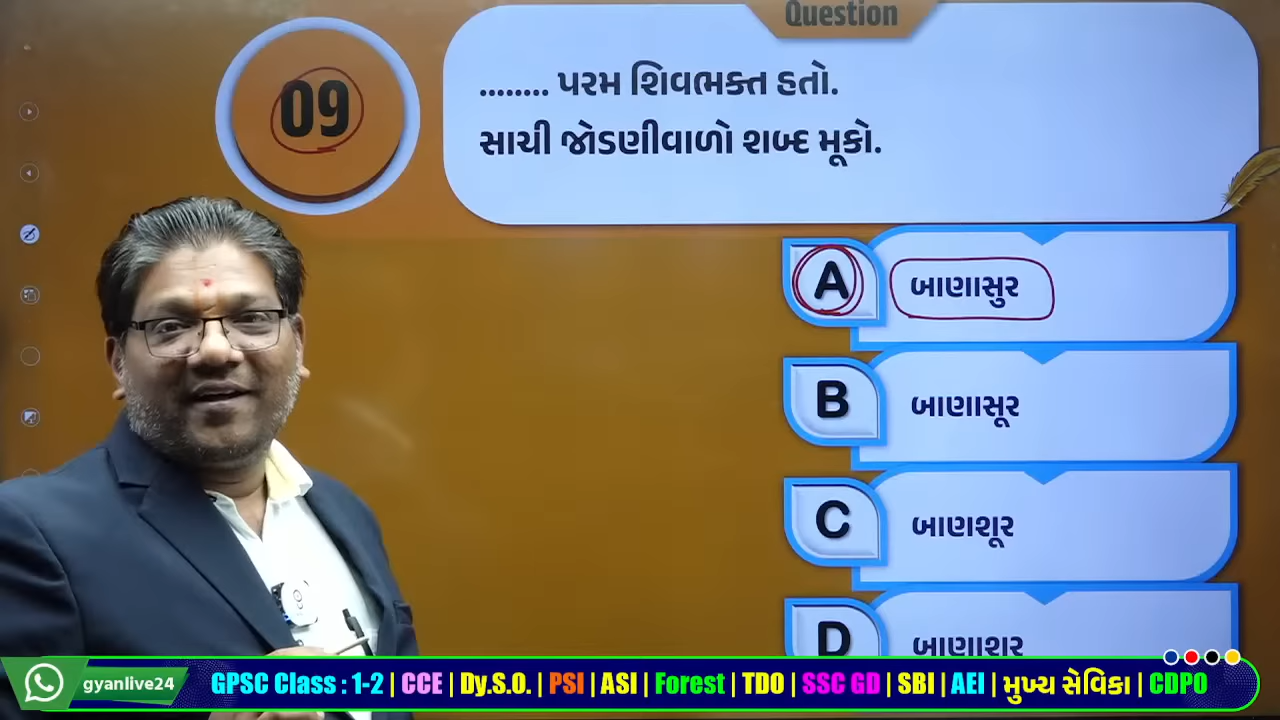 Question
09
........ પરમ શિવભક્ત હતો.
સાચી જોડણીવાળો શબ્દ મૂકો.
A બાણાસુર
B બાણાસૂર
C બાણશૂર
D બાણાશર
gyanlive24
GPSC Class : 1-2 | CCE | Dy.S.O. | PSI | ASI | Forest | TDO | SSC GD | SBI | AEI | મુખ્ય સેવિકા | CDPO